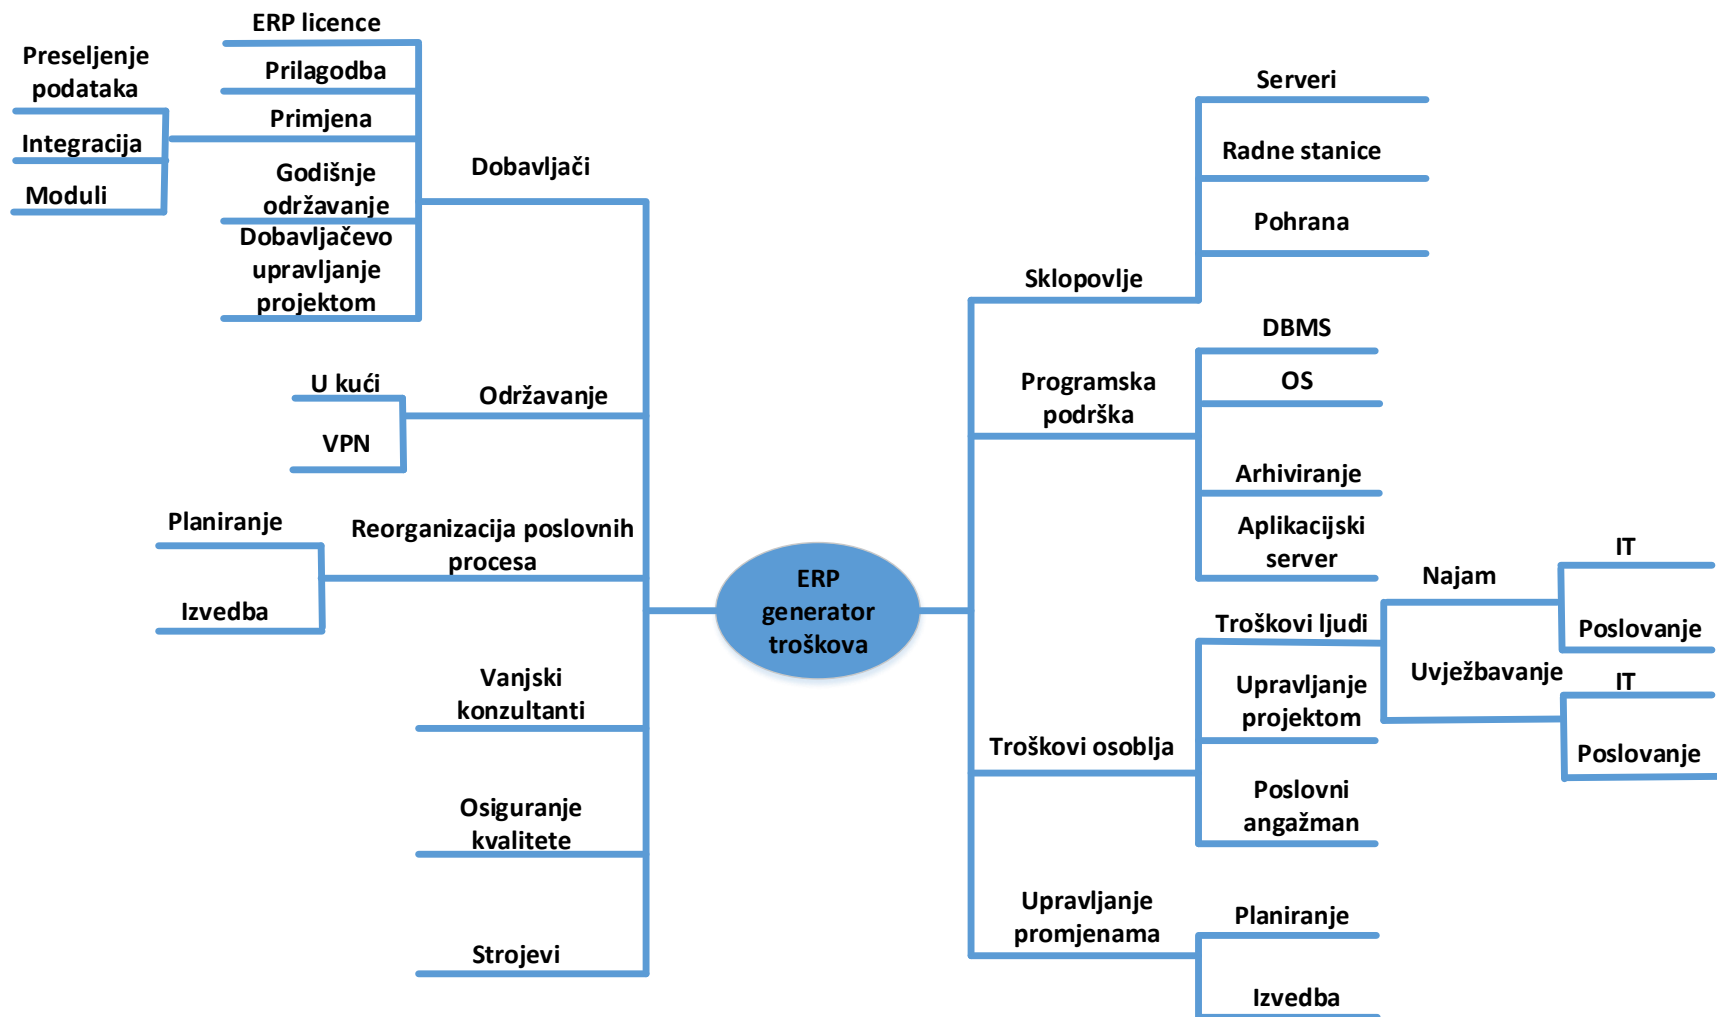 ERP licence
Preseljenje
podataka
Prilagodba
Primjena
Integracija
Moduli
Godišnje
održavanje
Dobavljačevo
upravljanje
projektom
Dobavljači
U kući
VPN
Održavanje
Planiranje
Izvedba
Reorganizacija poslovnih
procesa
Vanjski
konzultanti
Osiguranje
kvalitete
Strojevi
ERP
generator
troškova
Serveri
Radne stanice
Pohrana
Sklopovlje
DBMS
OS
Programska
podrška
Arhiviranje
Aplikacijski
server
Troškovi ljudi
Najam
IT
Poslovanje
Uvježbavanje
IT
Poslovanje
Upravljanje
projektom
Troškovi osoblja
Poslovni
angažman
Upravljanje
promjenama
Planiranje
Izvedba